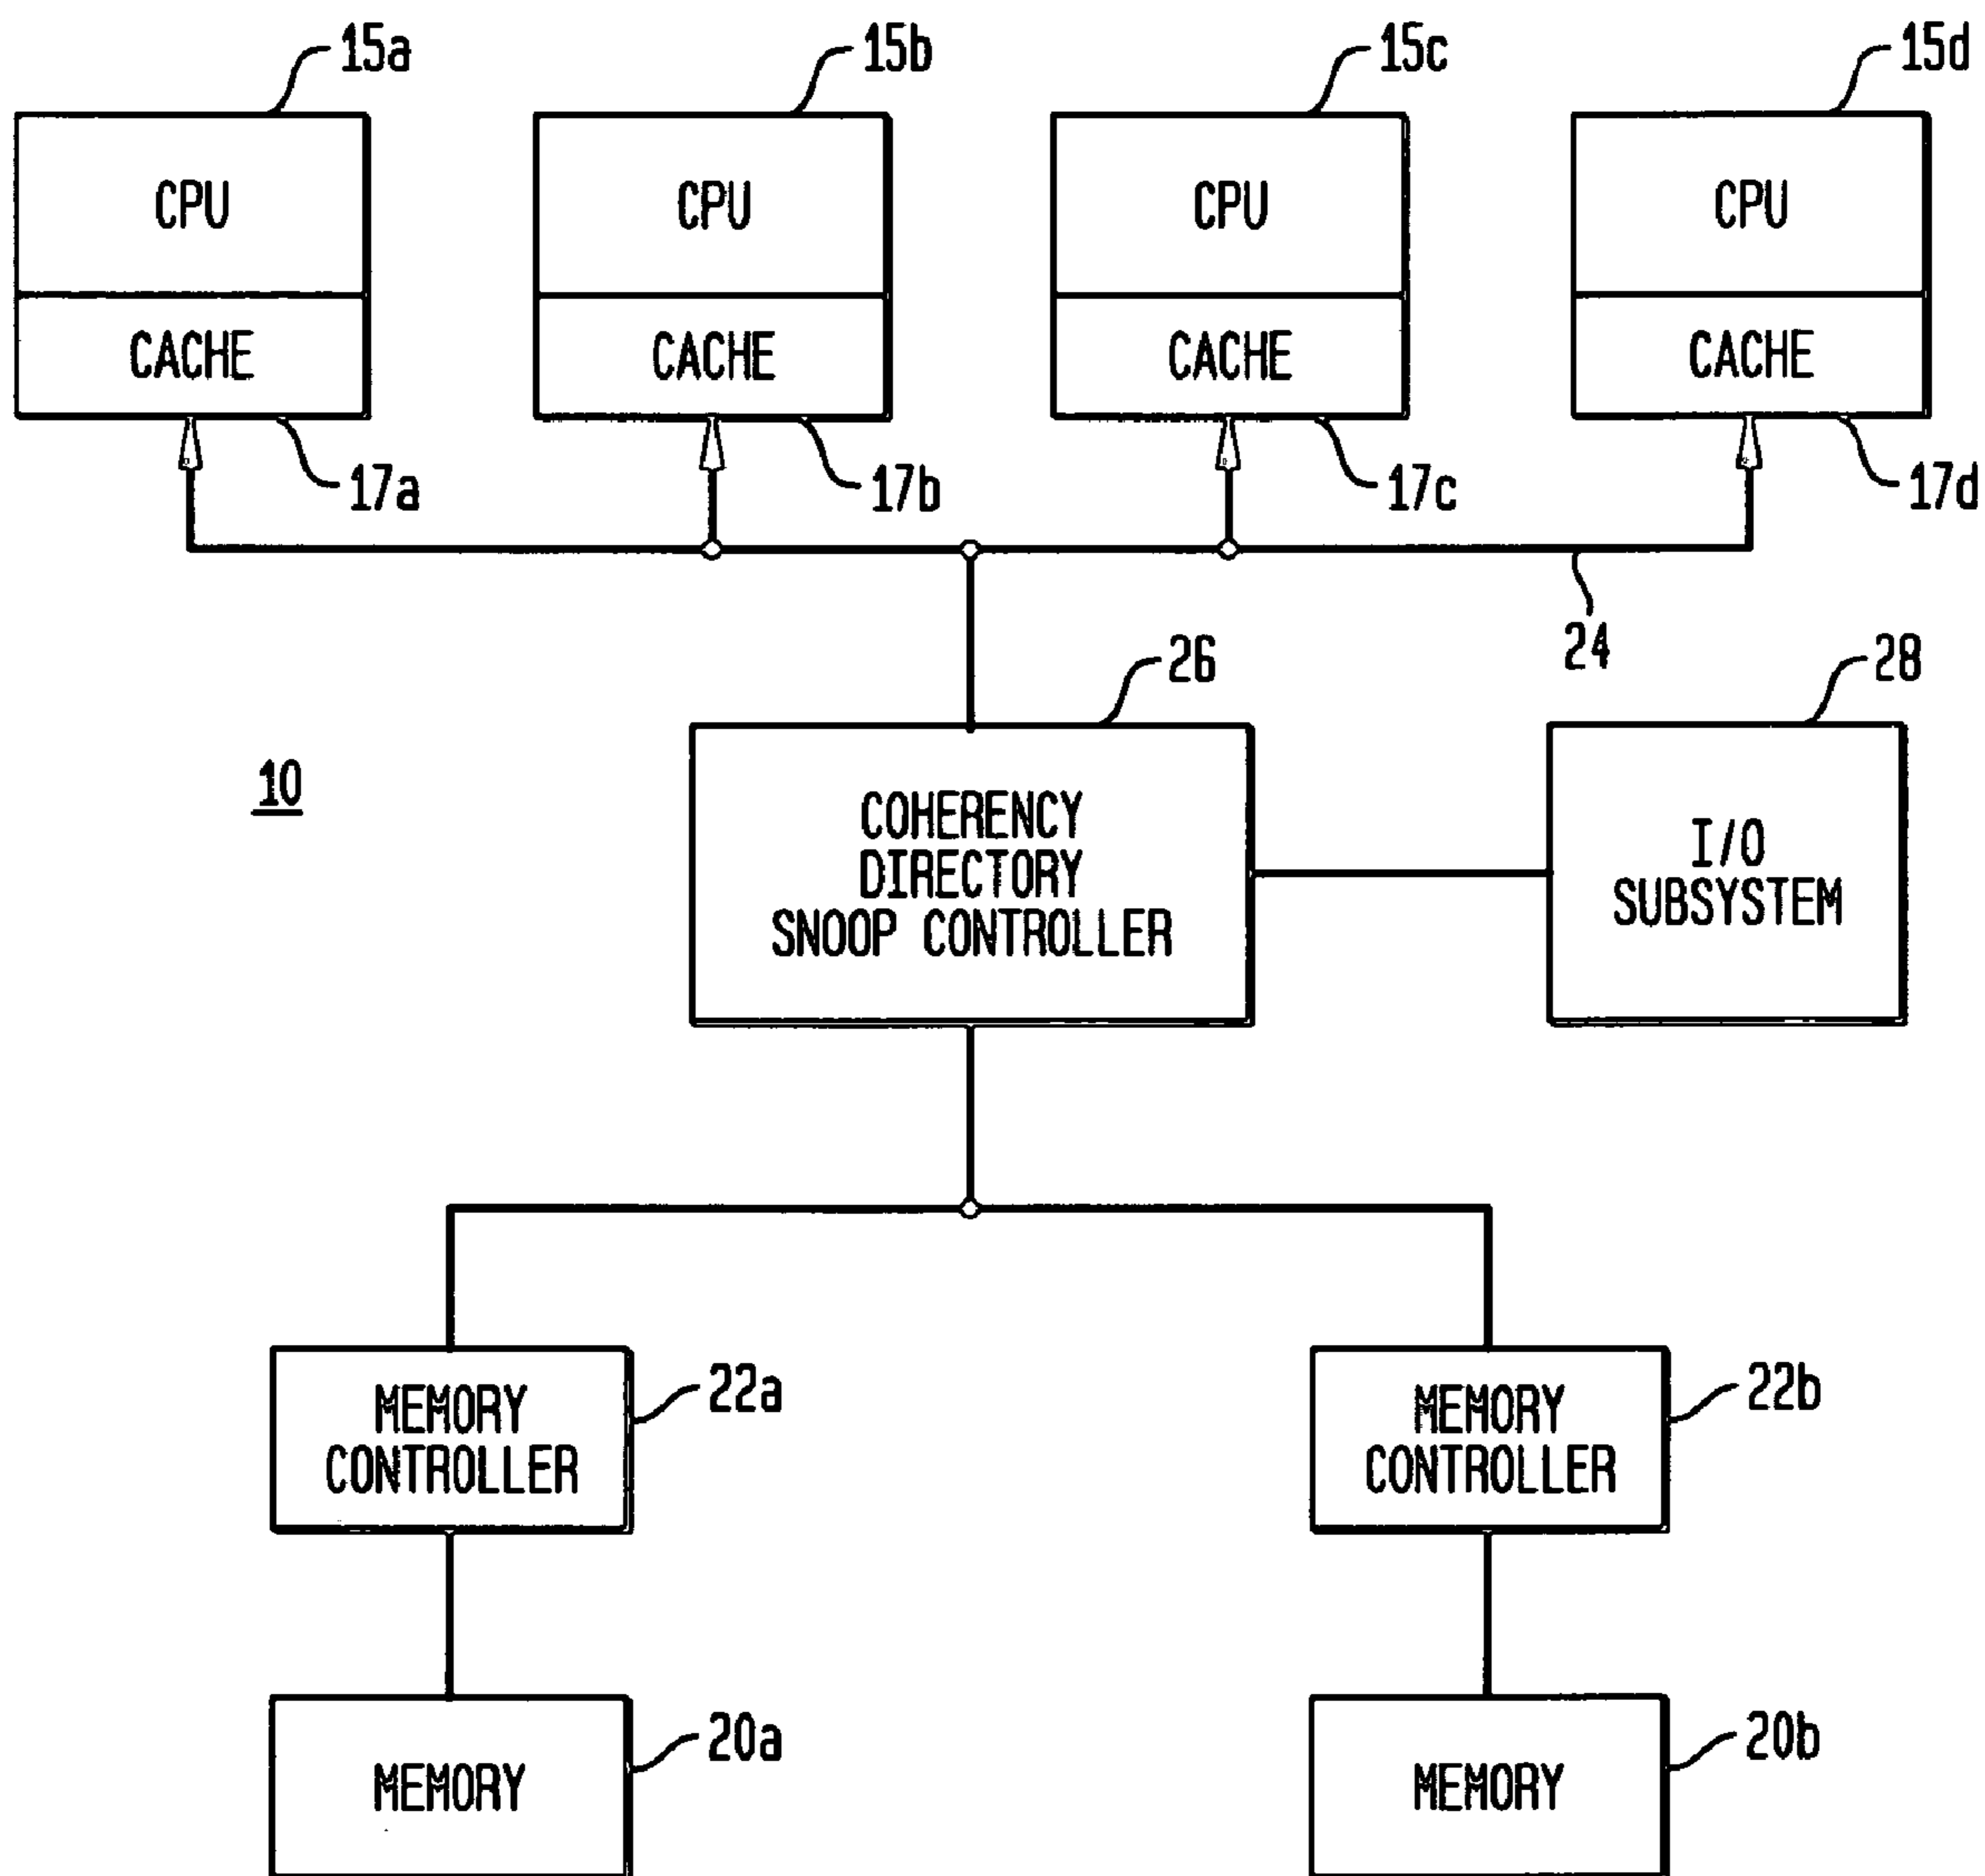 15a
15b
15c
15d
CPU
CPU
CPU
CPU
CACHE
CACHE
CACHE
CACHE
17a
17b
17c
17d
24
26
28
10
COHERENCY
DIRECTORY
SNOOP CONTROLLER
I/O
SUBSYSTEM
MEMORY
CONTROLLER
22a
MEMORY
CONTROLLER
22b
MEMORY
20a
MEMORY
20b